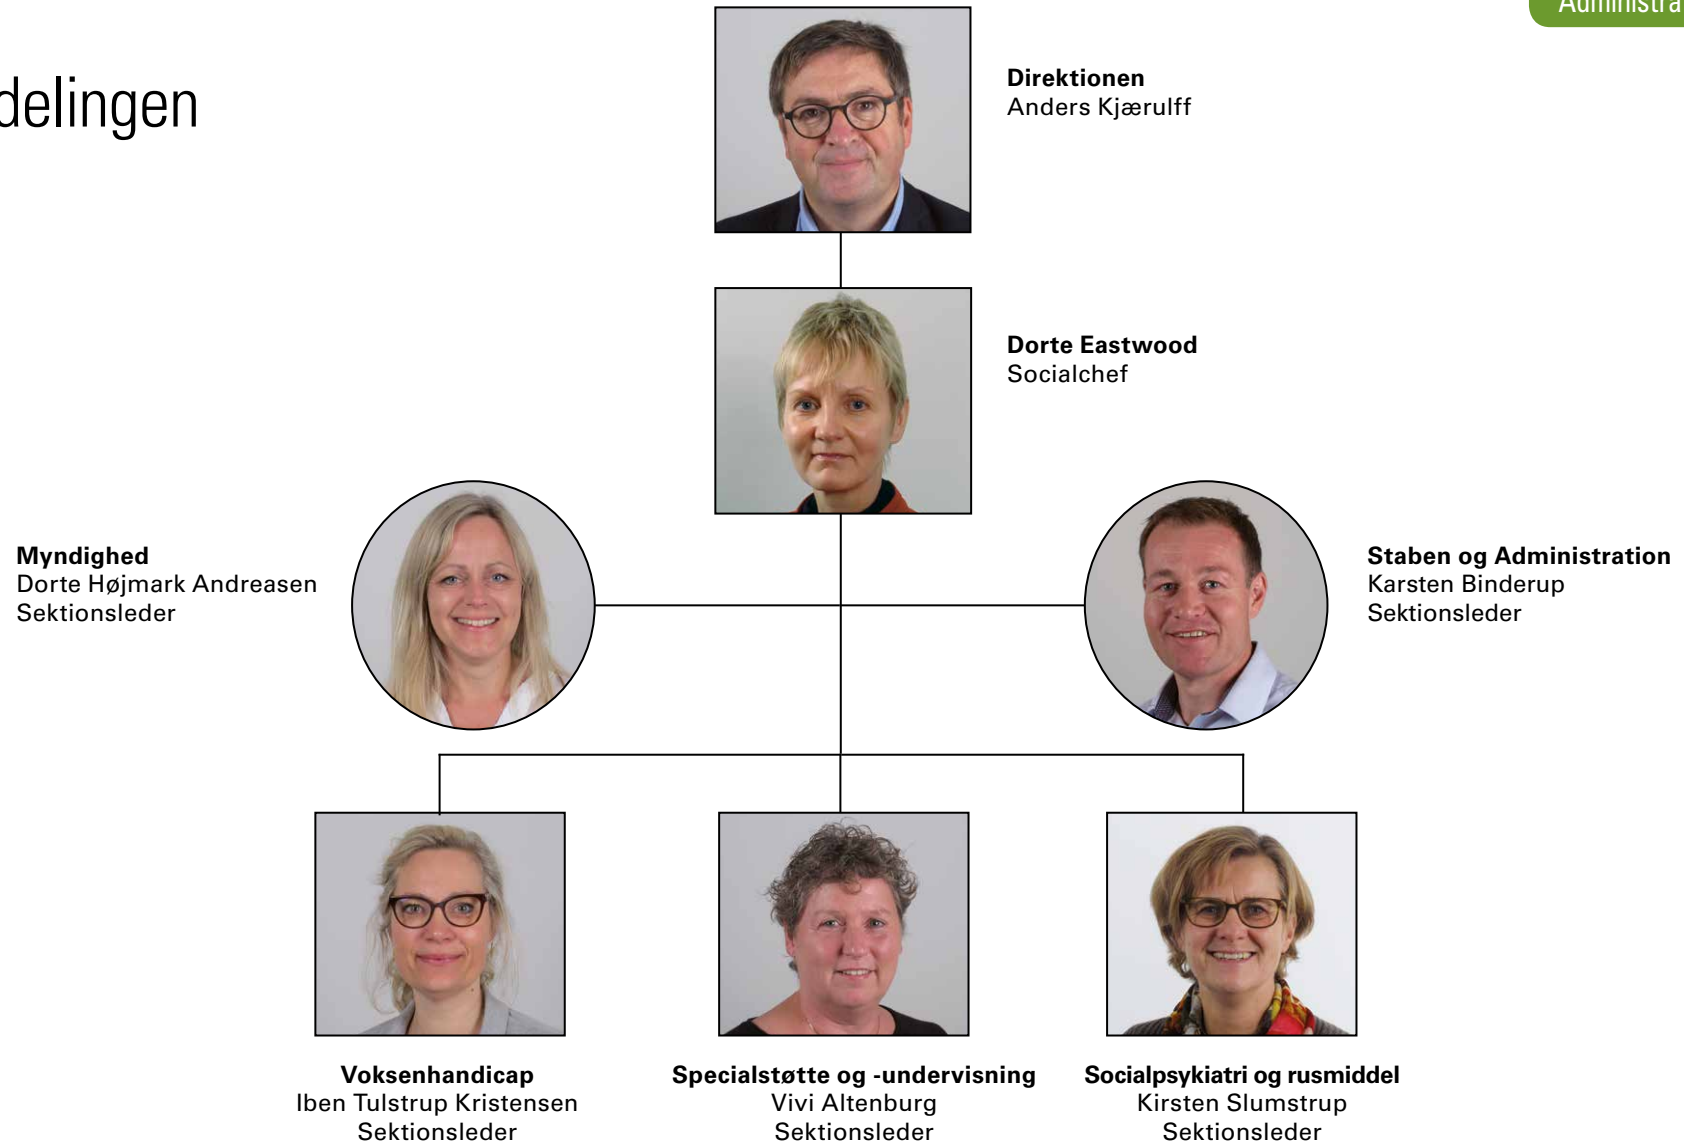 Administra
delingen
Direktionen
Anders Kjærulff
Dorte Eastwood
Socialchef
Myndighed
Dorte Højmark Andreasen
Sektionsleder
Staben og Administration
Karsten Binderup
Sektionsleder
Voksenhandicap
Iben Tulstrup Kristensen
Sektionsleder
Specialstøtte og -undervisning
Vivi Altenburg
Sektionsleder
Socialpsykiatri og rusmiddel
Kirsten Slumstrup
Sektionsleder